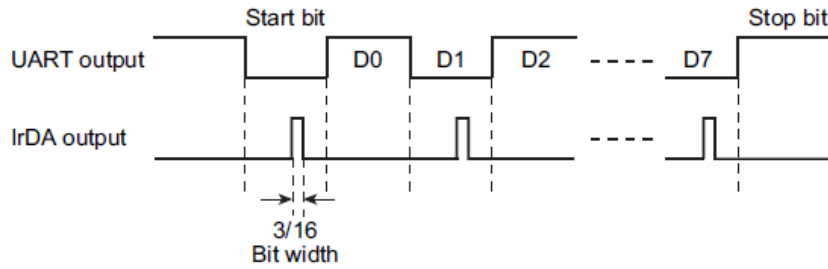 Start bit
Stop bit
UART output
D0
D1
D2
D7
IrDA output
3/16
Bit width